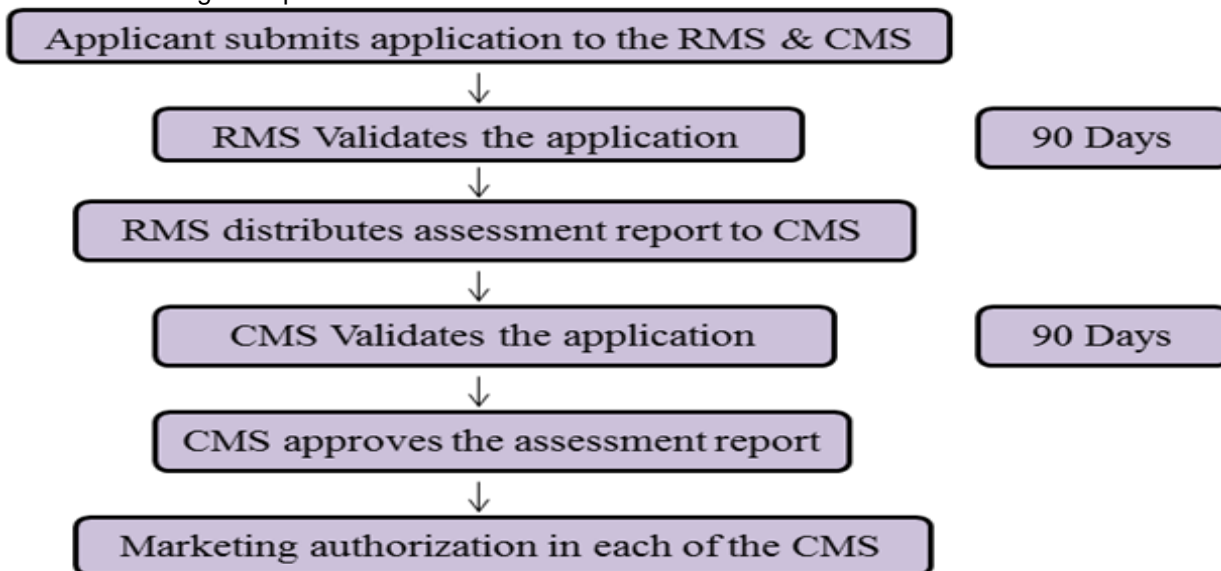 Applicant submits application to the RMS & CMS
RMS Validates the application
90 Days
RMS distributes assessment report to CMS
CMS Validates the application
90 Days
CMS approves the assessment report
Marketing authorization in each of the CMS